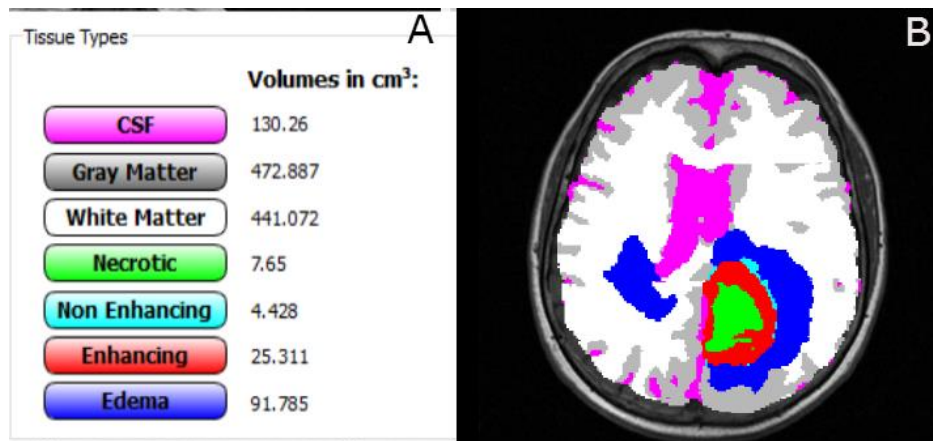 A
B
Tissue Types
Volumes in cm³:
CSF 130.26
Gray Matter 472.887
White Matter 441.072
Necrotic 7.65
Non Enhancing 4.428
Enhancing 25.311
Edema 91.785